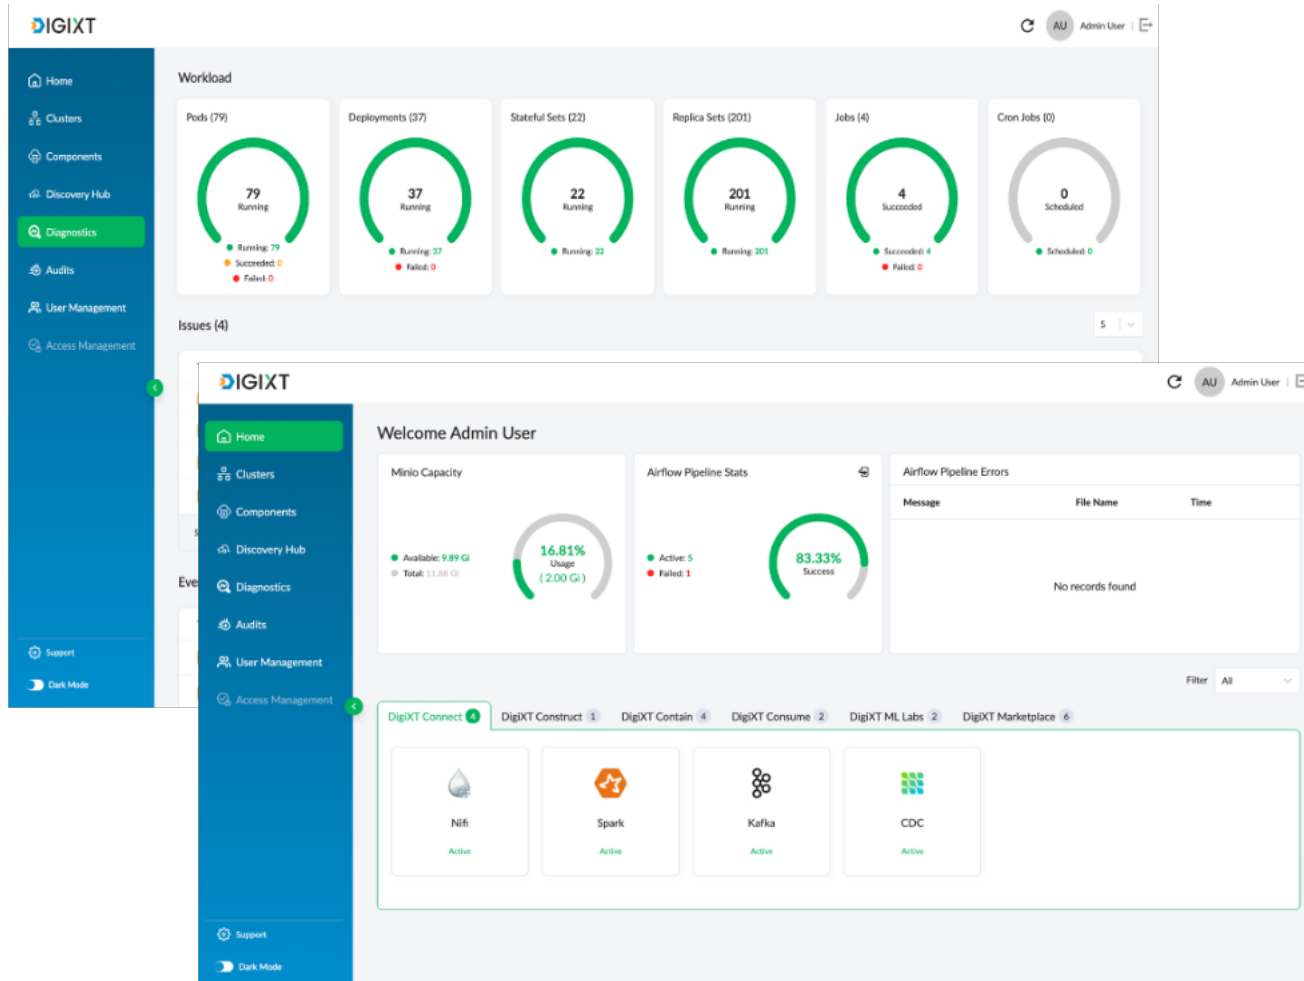 DIGIXT
AU Admin User
Home
Clusters
Components
Discovery Hub
Diagnostics
Audits
User Management
Access Management
Support
Dark Mode
Workload
Pods (79)
79
Running
Running: 79
Succeeded: 0
Failed: 0
Deployments (37)
37
Running
Running: 37
Failed: 0
Stateful Sets (22)
22
Running
Running: 22
Replica Sets (201)
201
Running
Running: 201
Jobs (4)
4
Succeeded
Succeeded: 4
Failed: 0
Cron Jobs (0)
0
Scheduled
Scheduled: 0
Issues (4)
5
Eve
DIGIXT
AU Admin User
Home
Clusters
Components
Discovery Hub
Diagnostics
Audits
User Management
Access Management
Support
Dark Mode
Welcome Admin User
Minio Capacity
Available: 9.89 Gi
Total: 11.88 Gi
16.81%
Usage
( 2.00 Gi )
Airflow Pipeline Stats
Active: 5
Failed: 1
83.33%
Success
Airflow Pipeline Errors
Message File Name Time
No records found
Filter All
DigiXT Connect 4 DigiXT Construct 1 DigiXT Contain 4 DigiXT Consume 2 DigiXT ML Labs 2 DigiXT Marketplace 6
Nifi
Active
Spark
Active
Kafka
Active
CDC
Active